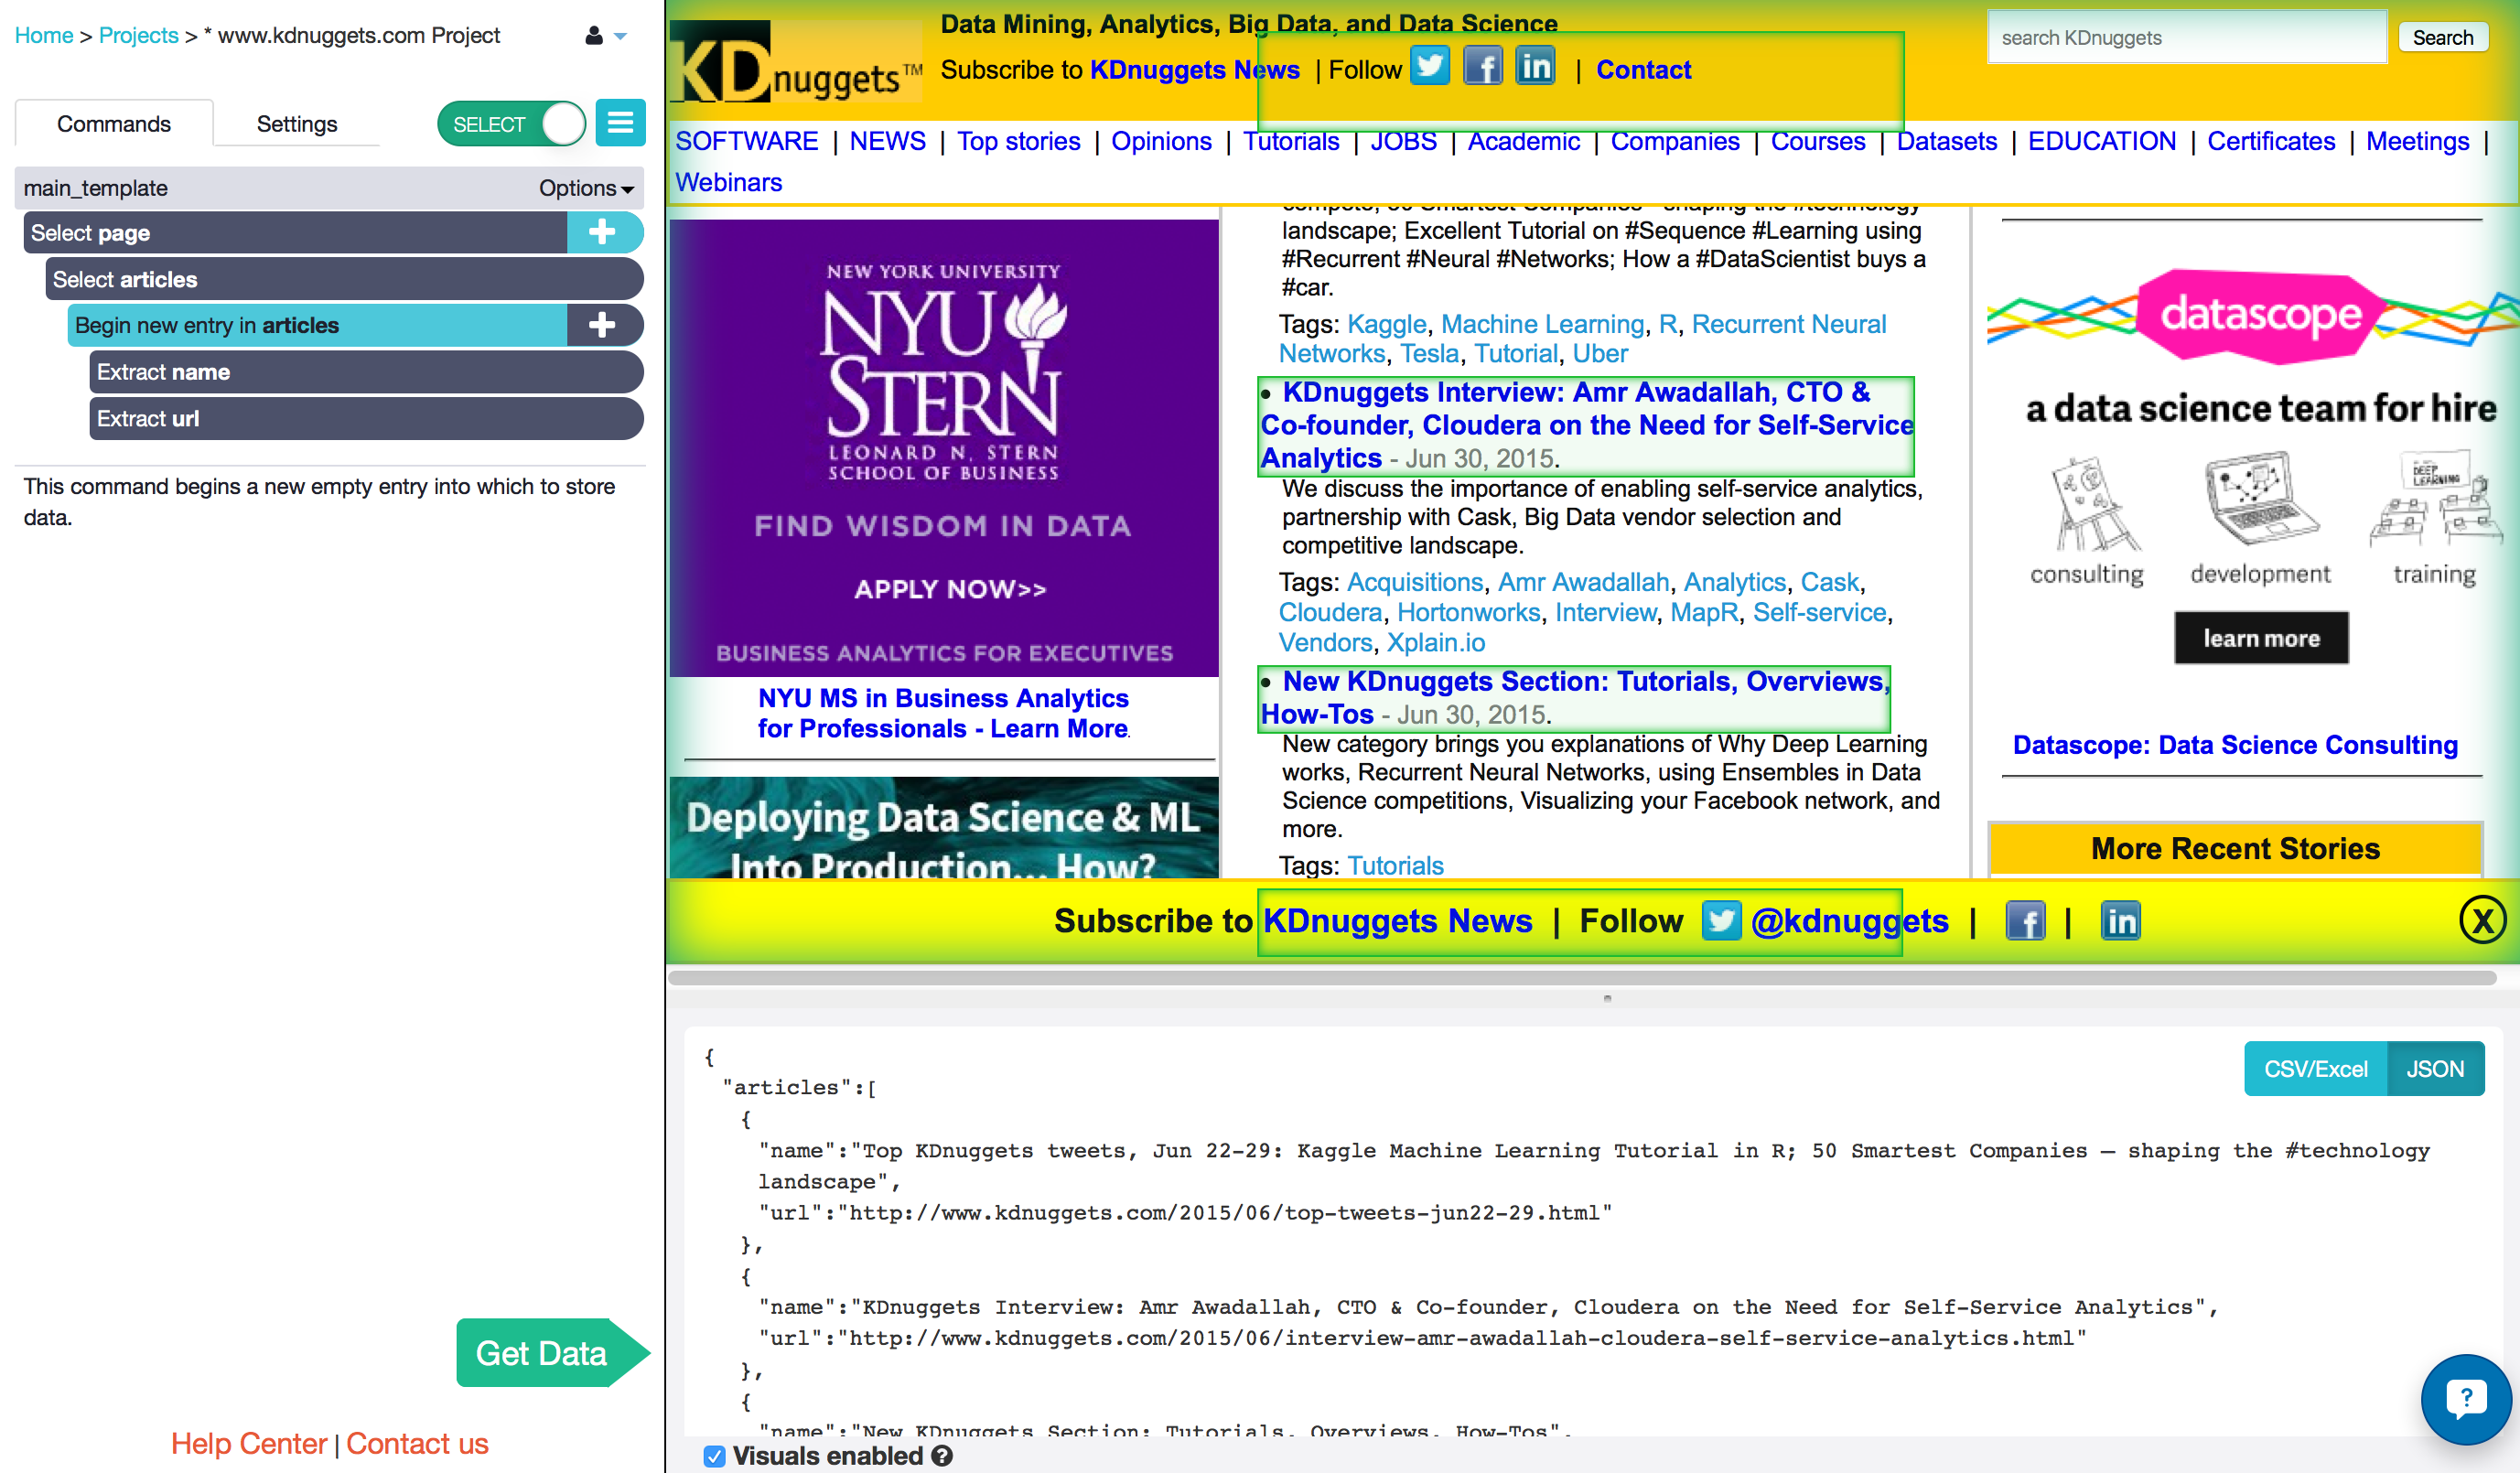 Home > Projects > * www.kdnuggets.com Project
Commands
Settings
SELECT
main_template
Options
Select page
Select articles
Begin new entry in articles
Extract name
Extract url
This command begins a new empty entry into which to store
data.
Get Data
Help Center | Contact us
KDnuggets™
Data Mining, Analytics, Big Data, and Data Science
Subscribe to KDnuggets News | Follow | Contact
search KDnuggets
Search
SOFTWARE | NEWS | Top stories | Opinions | Tutorials | JOBS | Academic | Companies | Courses | Datasets | EDUCATION | Certificates | Meetings |
Webinars
NEW YORK UNIVERSITY
NYU
STERN
LEONARD N. STERN
SCHOOL OF BUSINESS
FIND WISDOM IN DATA
APPLY NOW>>
BUSINESS ANALYTICS FOR EXECUTIVES
NYU MS in Business Analytics
for Professionals - Learn More.
Deploying Data Science & ML
Into Production... How?
compete; 50 Smartest Companies - shaping the #technology
landscape; Excellent Tutorial on #Sequence #Learning using
#Recurrent #Neural #Networks; How a #DataScientist buys a
#car.
Tags: Kaggle, Machine Learning, R, Recurrent Neural
Networks, Tesla, Tutorial, Uber
• KDnuggets Interview: Amr Awadallah, CTO &
Co-founder, Cloudera on the Need for Self-Service
Analytics - Jun 30, 2015.
We discuss the importance of enabling self-service analytics,
partnership with Cask, Big Data vendor selection and
competitive landscape.
Tags: Acquisitions, Amr Awadallah, Analytics, Cask,
Cloudera, Hortonworks, Interview, MapR, Self-service,
Vendors, Xplain.io
• New KDnuggets Section: Tutorials, Overviews,
How-Tos - Jun 30, 2015.
New category brings you explanations of Why Deep Learning
works, Recurrent Neural Networks, using Ensembles in Data
Science competitions, Visualizing your Facebook network, and
more.
Tags: Tutorials
datascope
a data science team for hire
DEEP
LEARNING
consulting
development
training
learn more
Datascope: Data Science Consulting
More Recent Stories
Subscribe to KDnuggets News | Follow @kdnuggets | |
X
CSV/Excel
JSON
{
"articles":[
{
"name":"Top KDnuggets tweets, Jun 22-29: Kaggle Machine Learning Tutorial in R; 50 Smartest Companies – shaping the #technology
landscape",
"url":"http://www.kdnuggets.com/2015/06/top-tweets-jun22-29.html"
},
{
"name":"KDnuggets Interview: Amr Awadallah, CTO & Co-founder, Cloudera on the Need for Self-Service Analytics",
"url":"http://www.kdnuggets.com/2015/06/interview-amr-awadallah-cloudera-self-service-analytics.html"
},
{
"name":"New KDnuggets Section: Tutorials, Overviews, How-Tos",
Visuals enabled